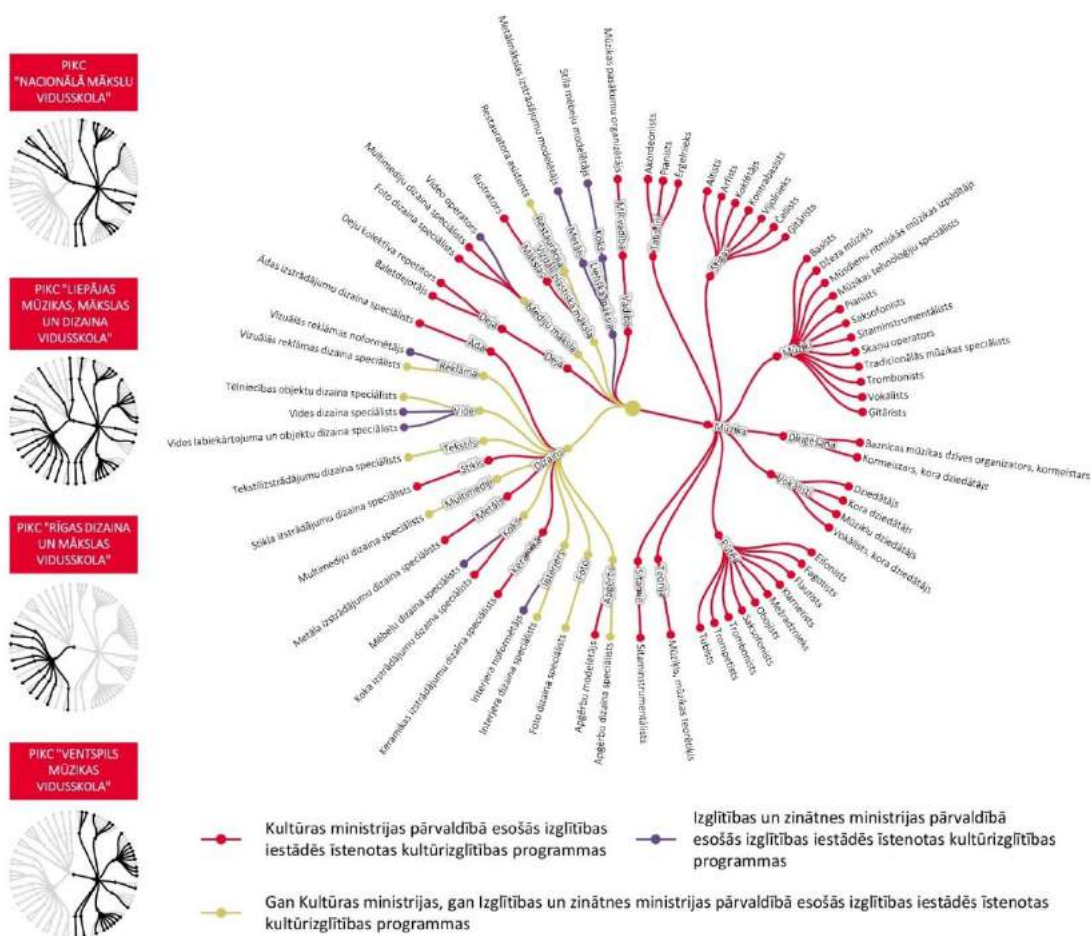 PIKC
"NACIONĀLĀ MĀKSLU
VIDUSSKOLA"
PIKC "LIEPĀJAS
MŪZIKAS, MĀKSLAS
UN DIZAINA
VIDUSSKOLA"
PIKC "RĪGAS DIZAINA
UN MĀKSLAS
VIDUSSKOLA"
PIKC "VENTSPILS
MŪZIKAS
VIDUSSKOLA"
Mūzikas pasākumu organizētājs
Stila mēbeļu modelētājs
Metālmākslas izstrādājumu modelētājs
Restauratora asistents
Ilustrators
Video operators
Multimediju dizaina speciālists
Foto dizaina speciālists
Deju kolektīva repetitors
Baletdejotājs
Ādas izstrādājumu dizaina speciālists
Vizuālās reklāmas noformētājs
Vizuālās reklāmas dizaina speciālists
Tēlniecības objektu dizaina speciālists
Vides dizaina speciālists
Vides labiekārtojuma un objektu dizaina speciālists
Tekstilizstrādājumu dizaina speciālists
Stikla izstrādājumu dizaina speciālists
Multimediju dizaina speciālists
Metāla izstrādājumu dizaina speciālists
Mēbeļu dizaina speciālists
Koka izstrādājumu dizaina speciālists
Keramikas izstrādājumu dizaina speciālists
Interjera noformētājs
Interjera dizaina speciālists
Foto dizaina speciālists
Apģērbu modelētājs
Apģērbu dizaina speciālists
Vadība
Metāls
Koks
Restaurācija
Mediju māksla
Deja
Deja
Āda
Reklāma
Vide
Tekstils
Stikls
Multimediji
Metāls
Koks
Keramika
Interjers
Foto
Apģērbi
Dizains
Mūzika
Akordeonists
Pianists
Ērģelnieks
Altists
Arfists
Koklētājs
Kontrabasists
Vijolnieks
Čellists
Ģitārists
Stīgas
Basists
Džeza mūziķis
Mūsdienu ritmiskās mūzikas izpildītājs
Mūzikas tehnoloģiju speciālists
Pianists
Saksofonists
Sitaminstrumentālists
Skaņu operators
Tradicionālās mūzikas speciālists
Trombonists
Vokālists
Ģitārists
Diriģēšana
Baznīcas mūzikas dzīves organizators, kormeistars
Kormeistars, kora dziedātājs
Vokālisti
Dziedātājs
Kora dziedātājs
Mūziklu dziedātājs
Vokālists, kora dziedātājs
Eifonists
Fagotists
Flautists
Klarnetists
Mežradznieks
Obojists
Saksofonists
Trombonists
Trompetists
Tubists
Teorija
Mūziķis, mūzikas teorētiķis
Sitaminstrumentālists
Kultūras ministrijas pārvaldībā esošās izglītības
iestādēs īstenotas kultūrizglītības programmas
Izglītības un zinātnes ministrijas pārvaldībā
esošās izglītības iestādēs īstenotas kultūrizglītības
programmas
Gan Kultūras ministrijas, gan Izglītības un zinātnes ministrijas pārvaldībā esošās izglītības iestādēs īstenotas
kultūrizglītības programmas